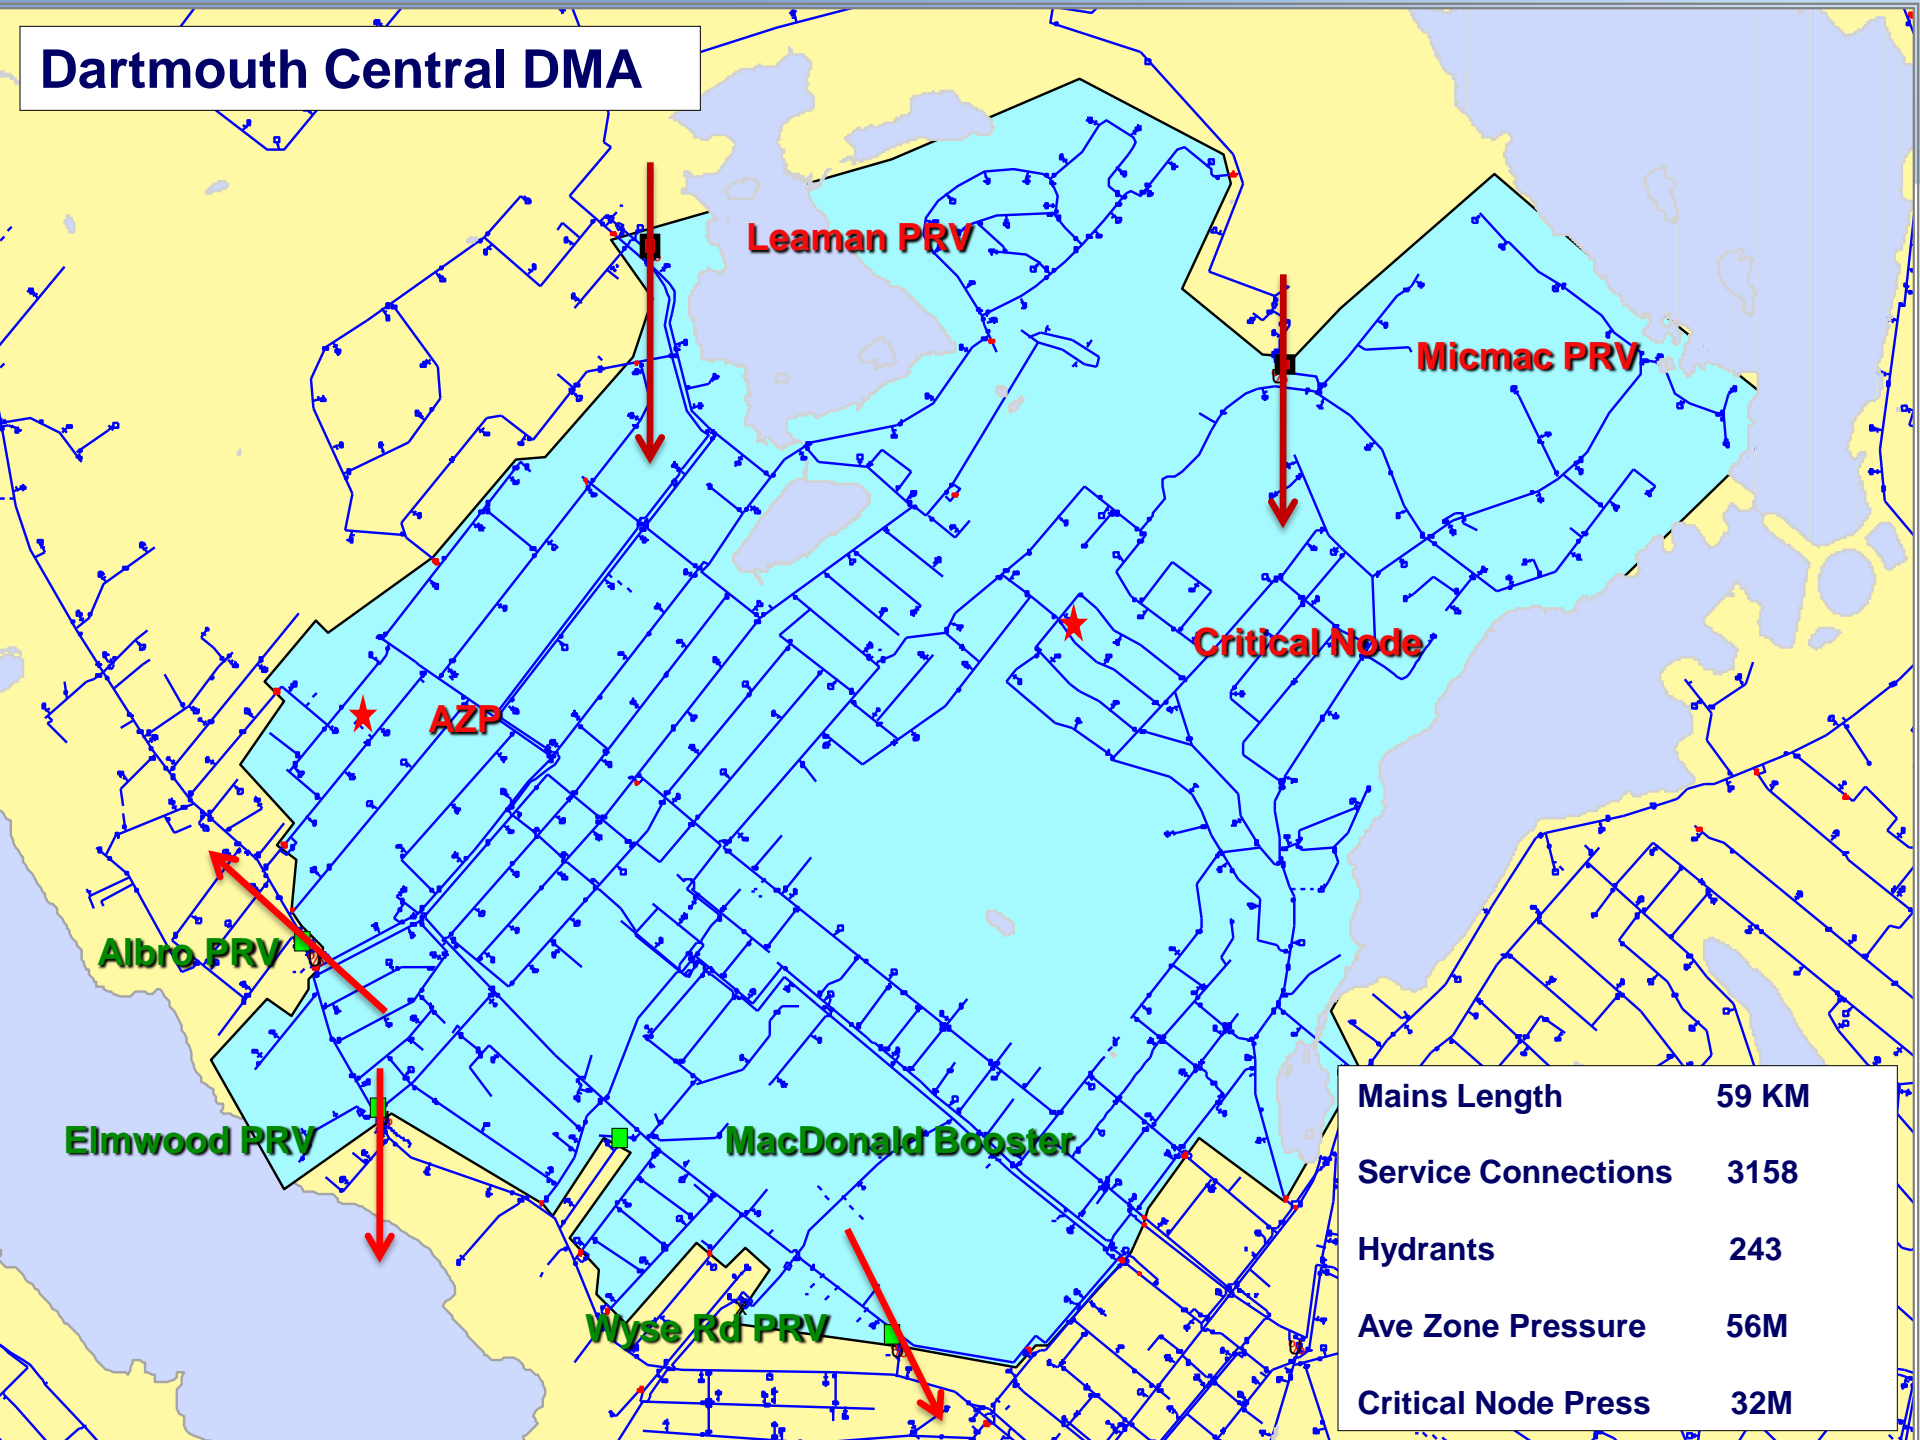 Dartmouth Central DMA
Leaman PRV
Micmac PRV
Critical Node
AZP
Albro PRV
Elmwood PRV
MacDonald Booster
Wyse Rd PRV
Mains Length 59 KM
Service Connections 3158
Hydrants 243
Ave Zone Pressure 56M
Critical Node Press 32M